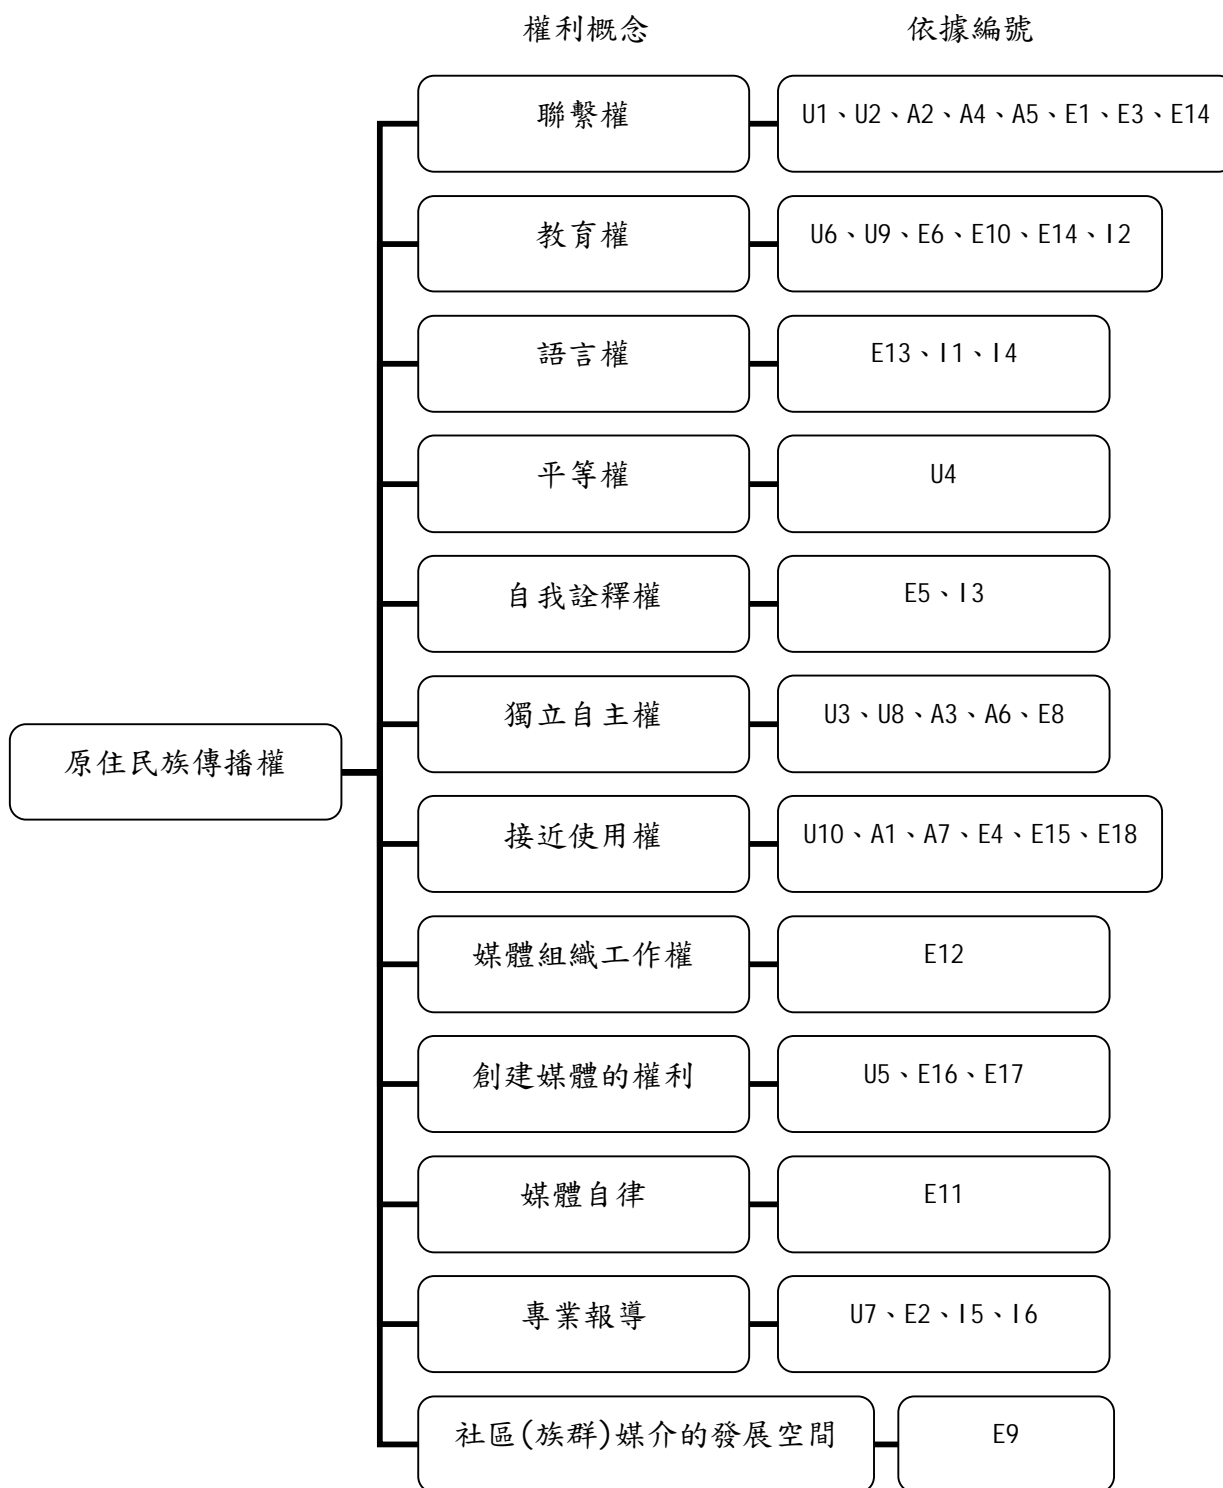 權利概念 依據編號
聯繫權 U1、U2、A2、A4、A5、E1、E3、E14
教育權 U6、U9、E6、E10、E14、I2
語言權 E13、I1、I4
平等權 U4
自我詮釋權 E5、I3
獨立自主權 U3、U8、A3、A6、E8
原住民族傳播權
接近使用權 U10、A1、A7、E4、E15、E18
媒體組織工作權 E12
創建媒體的權利 U5、E16、E17
媒體自律 E11
專業報導 U7、E2、I5、I6
社區(族群)媒介的發展空間 E9